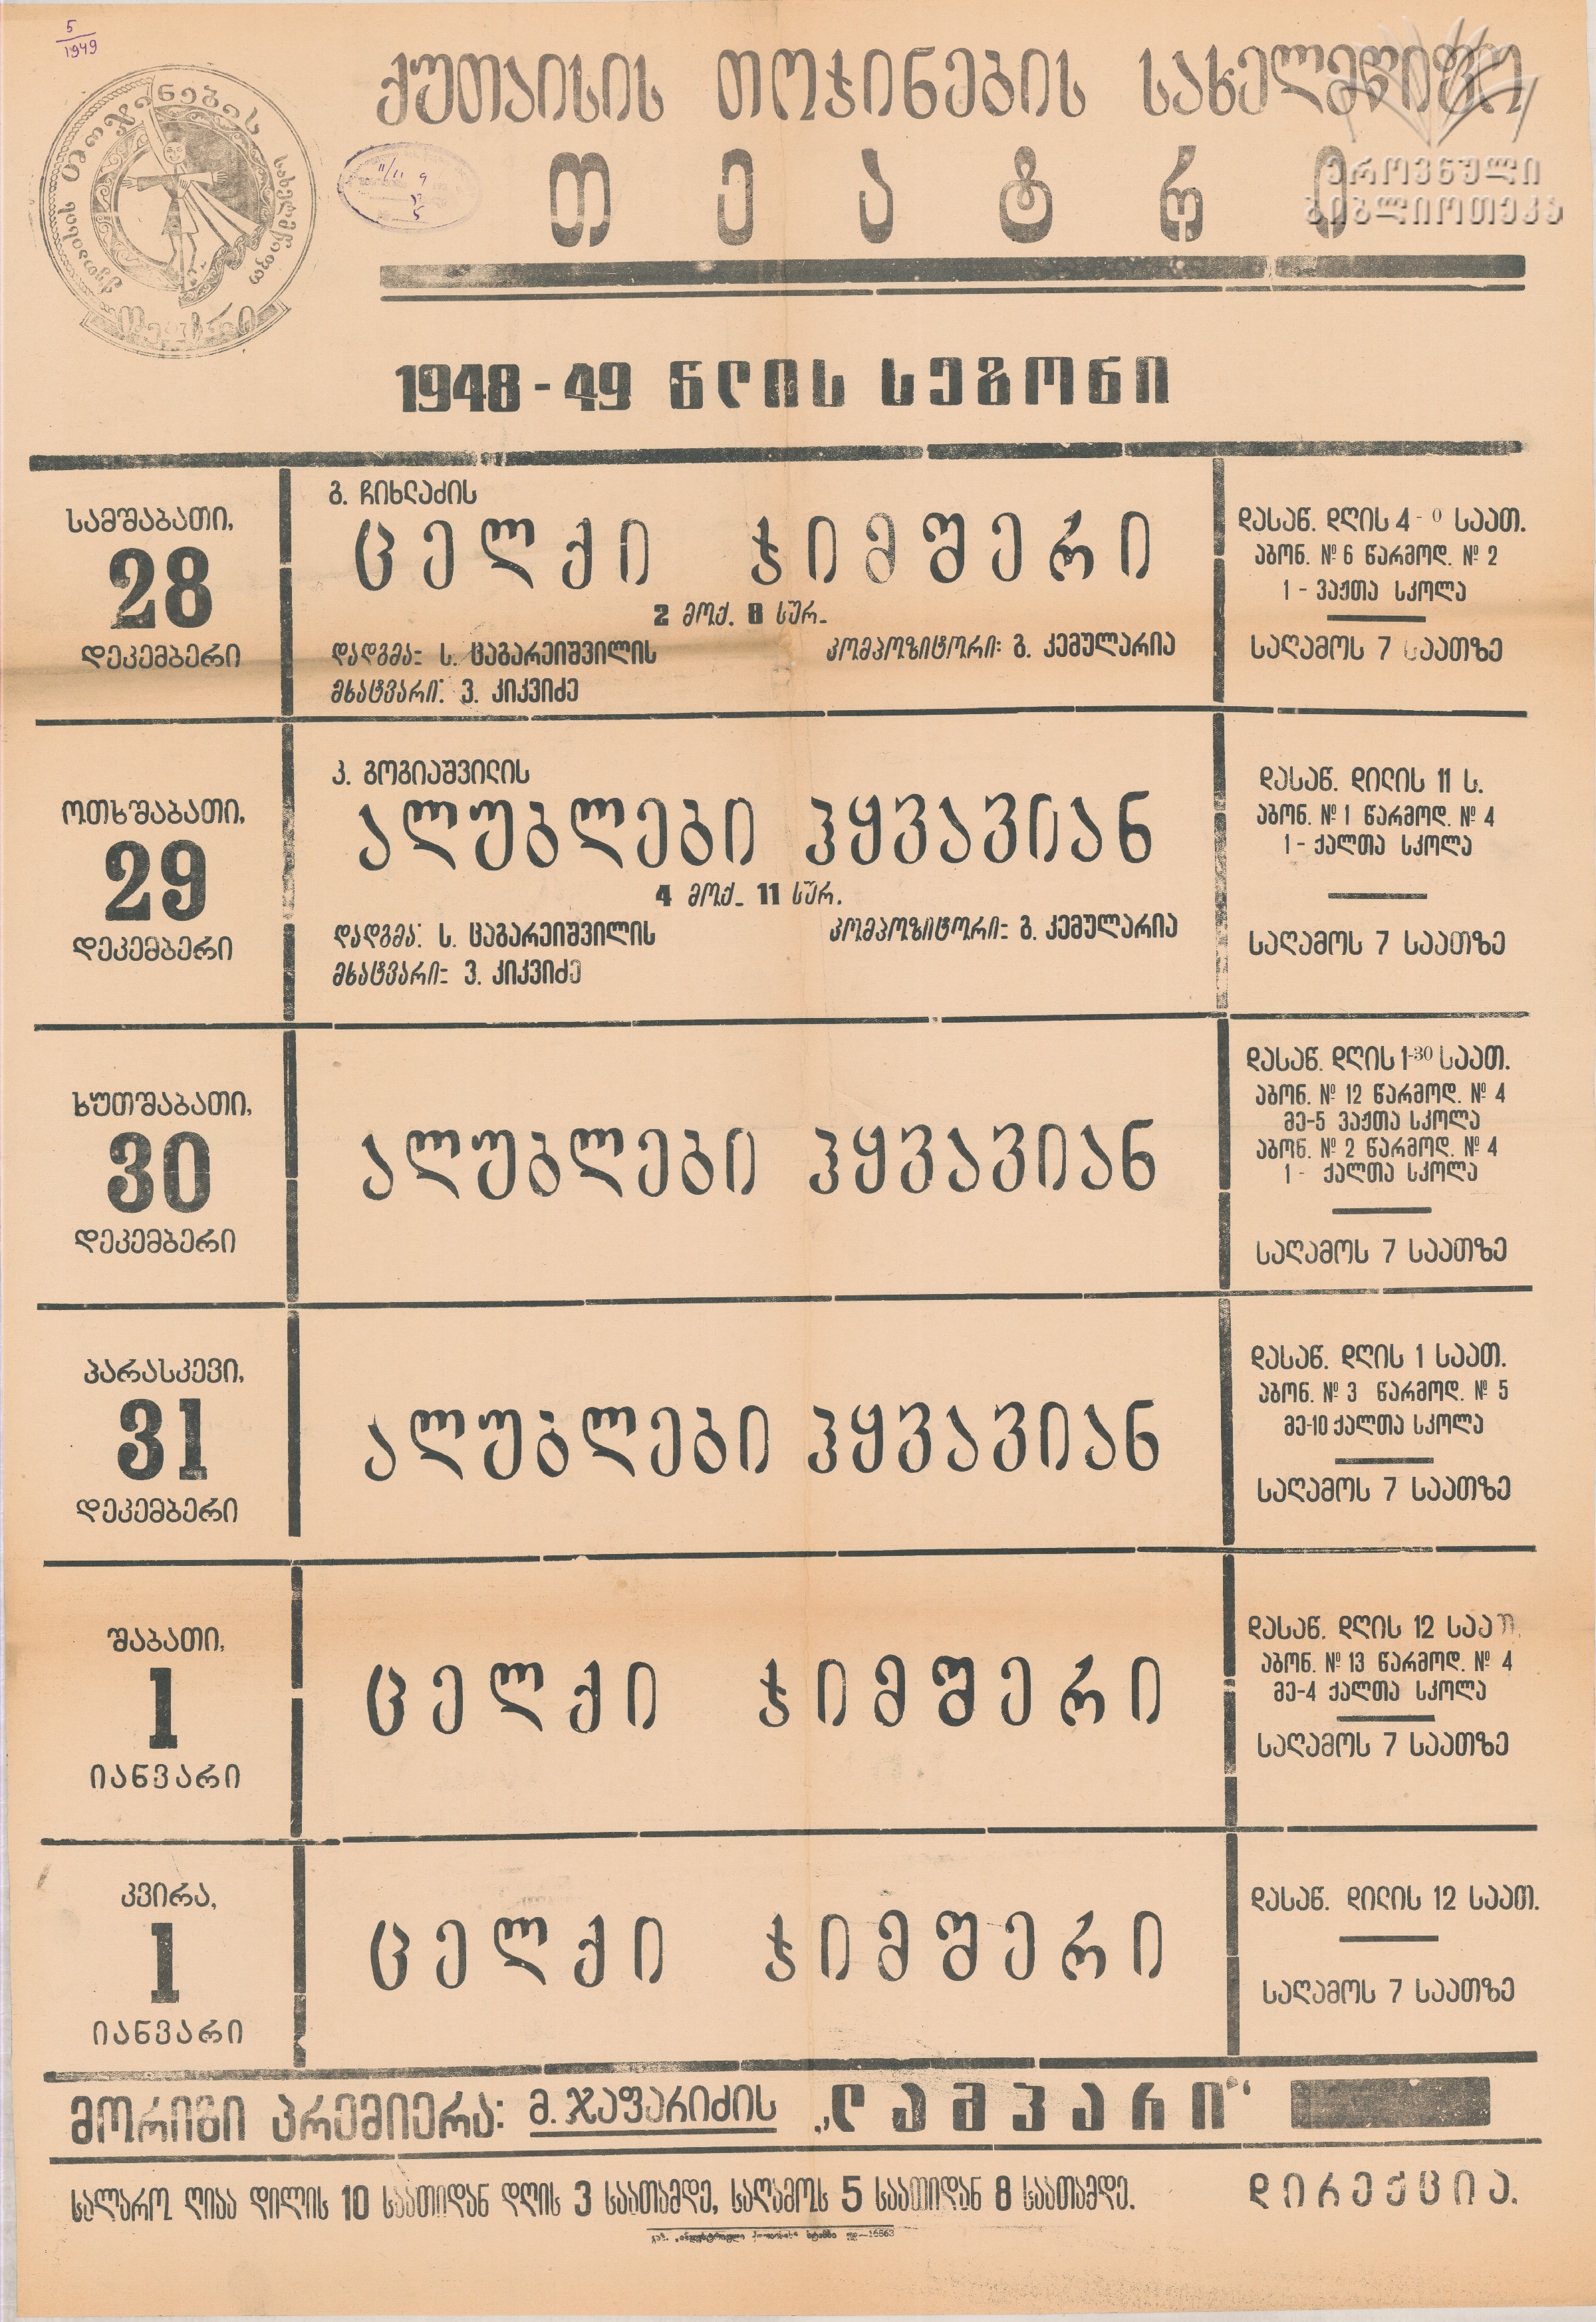 5
1949
ქუთაისის თოჯინების სახელმწიფო
თეატრი
ქუთაისის თოჯინების სახელმწიფო
თეატრი
ეროვნული
ბიბლიოთეკა
1948-49 წლის სეზონი
სამშაბათი,
28
დეკემბერი
გ. ჩიხლაძის
ცელქი ჯიმშერი
2 მოქ. 8 სურ.
დადგმა: ს. ცაგარეიშვილის
კომპოზიტორი: გ. კემულარია
მხატვარი: ვ. კიკვიძე
დასაწ. დღის 4-0 საათ.
აბონ. № 6 წარმოდ. № 2
1 - ვაჟთა სკოლა
საღამოს 7 საათზე
ოთხშაბათი,
29
დეკემბერი
კ. გოგიაშვილის
ალუბლები ჰყვავიან
4 მოქ. 11 სურ.
დადგმა: ს. ცაგარეიშვილის
კომპოზიტორი: გ. კემულარია
მხატვარი: ვ. კიკვიძე
დასაწ. დილის 11 ს.
აბონ. № 1 წარმოდ. № 4
1 - ქალთა სკოლა
საღამოს 7 საათზე
ხუთშაბათი,
30
დეკემბერი
ალუბლები ჰყვავიან
დასაწ. დღის 1-30 საათ.
აბონ. № 12 წარმოდ. № 4
მე-5 ვაჟთა სკოლა
აბონ. № 2 წარმოდ. № 4
1 - ქალთა სკოლა
საღამოს 7 საათზე
პარასკევი,
31
დეკემბერი
ალუბლები ჰყვავიან
დასაწ. დღის 1 საათ.
აბონ. № 3 წარმოდ. № 5
მე-10 ქალთა სკოლა
საღამოს 7 საათზე
შაბათი,
1
იანვარი
ცელქი ჯიმშერი
დასაწ. დღის 12 საათ.
აბონ. № 13 წარმოდ. № 4
მე-4 ქალთა სკოლა
საღამოს 7 საათზე
კვირა,
1
იანვარი
ცელქი ჯიმშერი
დასაწ. დილის 12 საათ.
საღამოს 7 საათზე
მორიგი პრემიერა: მ. ჯაფარიძის „ლამპარი“
სალარო ღიაა დილის 10 საათიდან დღის 3 საათამდე, საღამოს 5 საათიდან 8 საათამდე.
დირექცია.